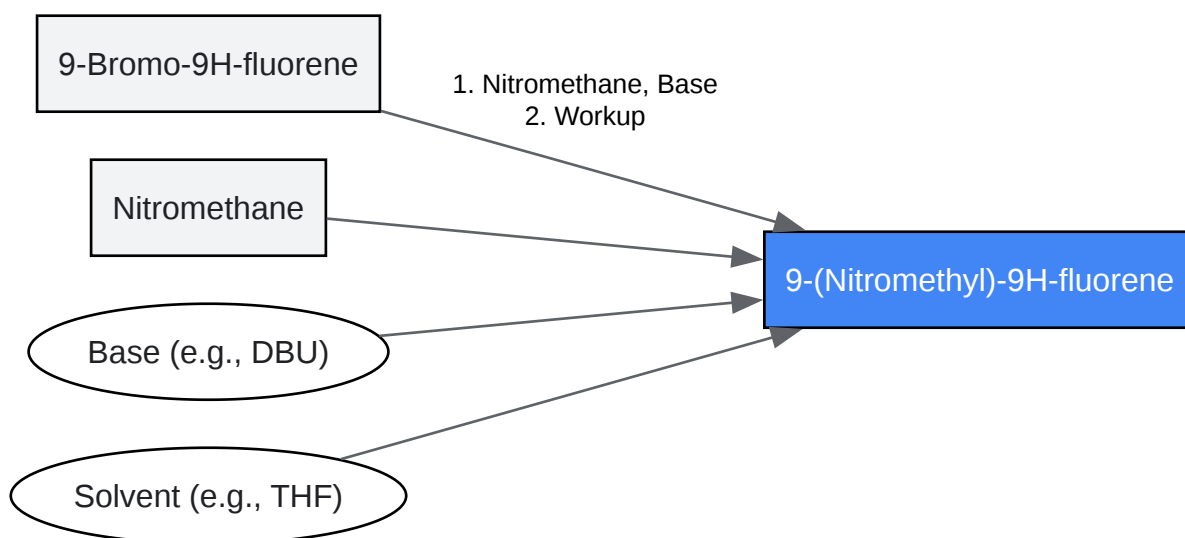 9-Bromo-9H-fluorene
1. Nitromethane, Base
2. Workup
Nitromethane
9-(Nitromethyl)-9H-fluorene
Base (e.g., DBU)
Solvent (e.g., THF)